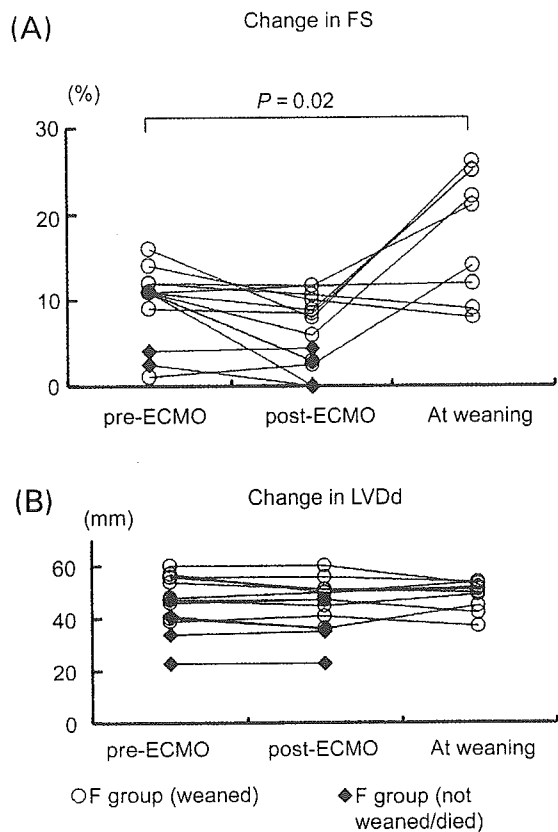 (A)
Change in FS
(%)
P = 0.02
30
20
10
0
pre-ECMO post-ECMO At weaning
(B)
Change in LVDd
(mm)
60
40
20
0
pre-ECMO post-ECMO At weaning
F group (weaned) F group (not
weaned/died)